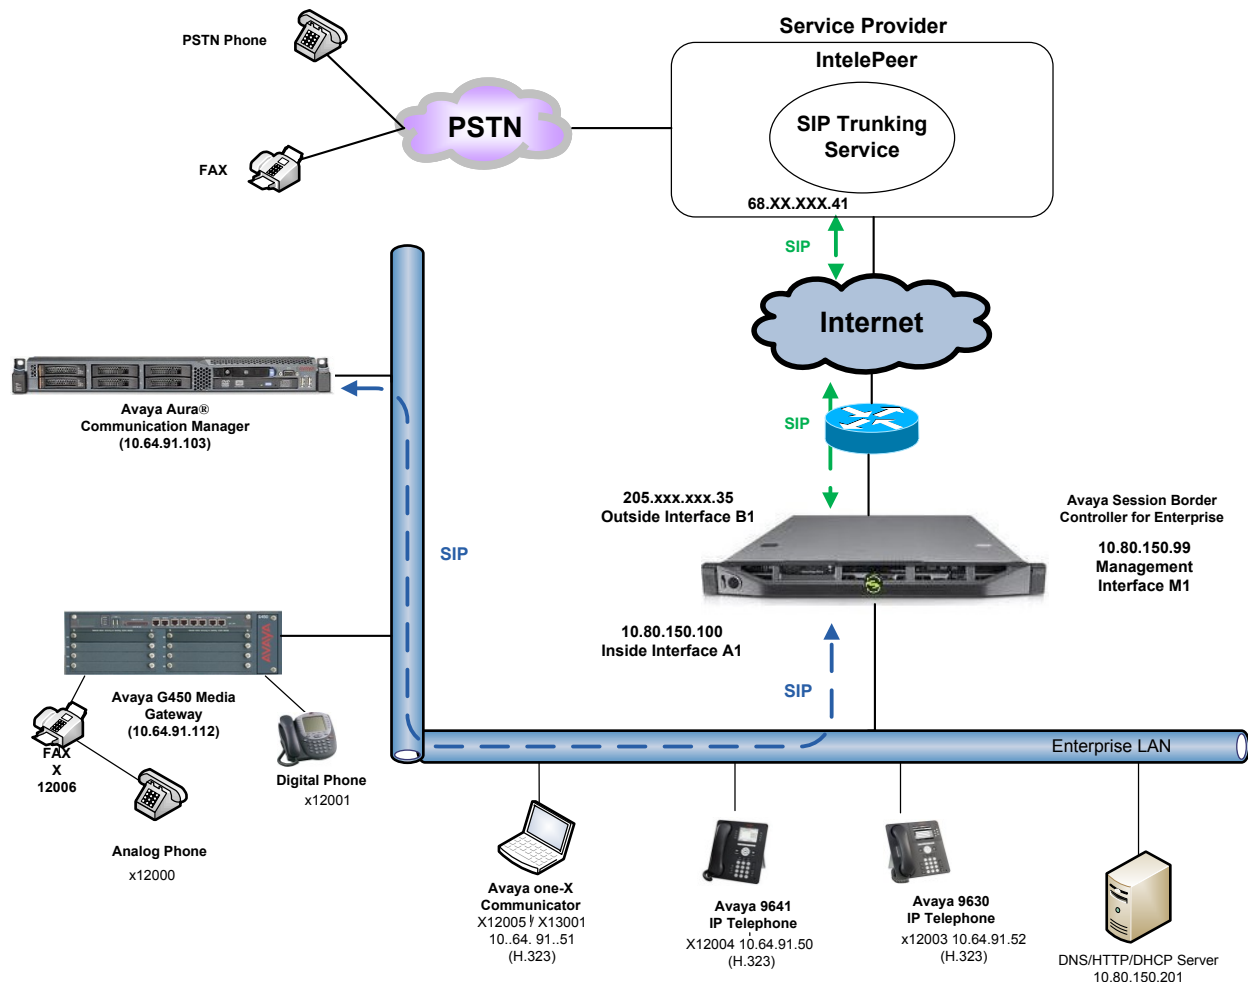 Service Provider
PSTN Phone
IntelePeer
PSTN
SIP Trunking
Service
FAX
68.XX.XXX.41
SIP
Internet
Avaya Aura®
Communication Manager
(10.64.91.103)
SIP
205.xxx.xxx.35
Outside Interface B1
Avaya Session Border
Controller for Enterprise
10.80.150.99
Management
Interface M1
SIP
10.80.150.100
Inside Interface A1
AVAYA
SIP
Avaya G450 Media
Gateway
(10.64.91.112)
Enterprise LAN
FAX
X
12006
Digital Phone
x12001
Analog Phone
x12000
Avaya one-X
Communicator
X12005 / X13001
10..64. 91..51
(H.323)
Avaya 9641
IP Telephone
X12004 10.64.91.50
(H.323)
Avaya 9630
IP Telephone
x12003 10.64.91.52
(H.323)
DNS/HTTP/DHCP Server
10.80.150.201